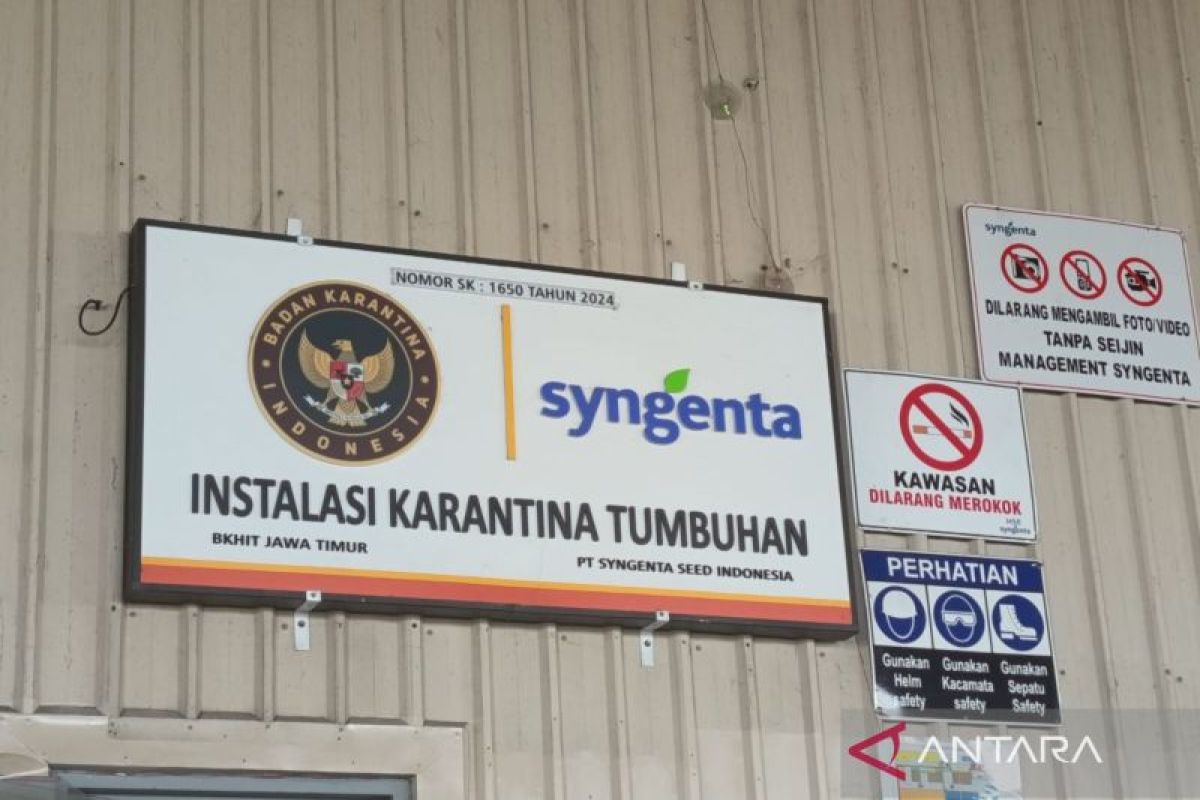 NOMOR SK : 1650 TAHUN 2024
BADAN KARANTINA
INDONESIA
syngenta
INSTALASI KARANTINA TUMBUHAN
BKHIT JAWA TIMUR
PT SYNGENTA SEED INDONESIA
syngenta
DILARANG MENGAMBIL FOTO/VIDEO
TANPA SEIJIN
MANAGEMENT SYNGENTA
KAWASAN
DILARANG MEROKOK
syngenta
PERHATIAN
Gunakan Helm safety
Gunakan Kacamata safety
Gunakan Sepatu Safety
ANTARA